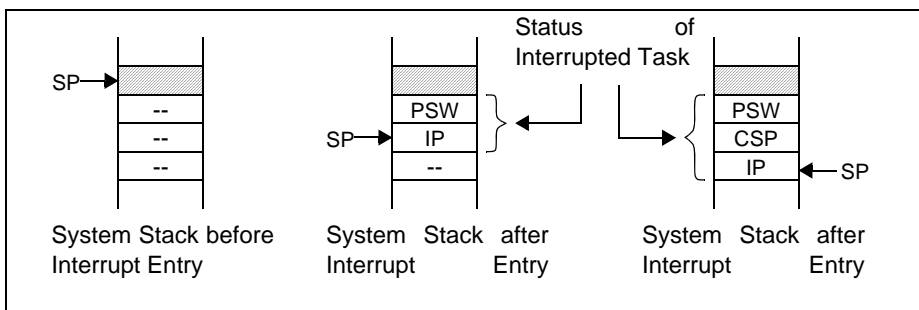 Status of
Interrupted Task
SP
--
--
--
PSW
IP
--
SP
PSW
CSP
IP
SP
System Stack before
Interrupt Entry
System Stack after
Interrupt Entry
System Stack after
Interrupt Entry